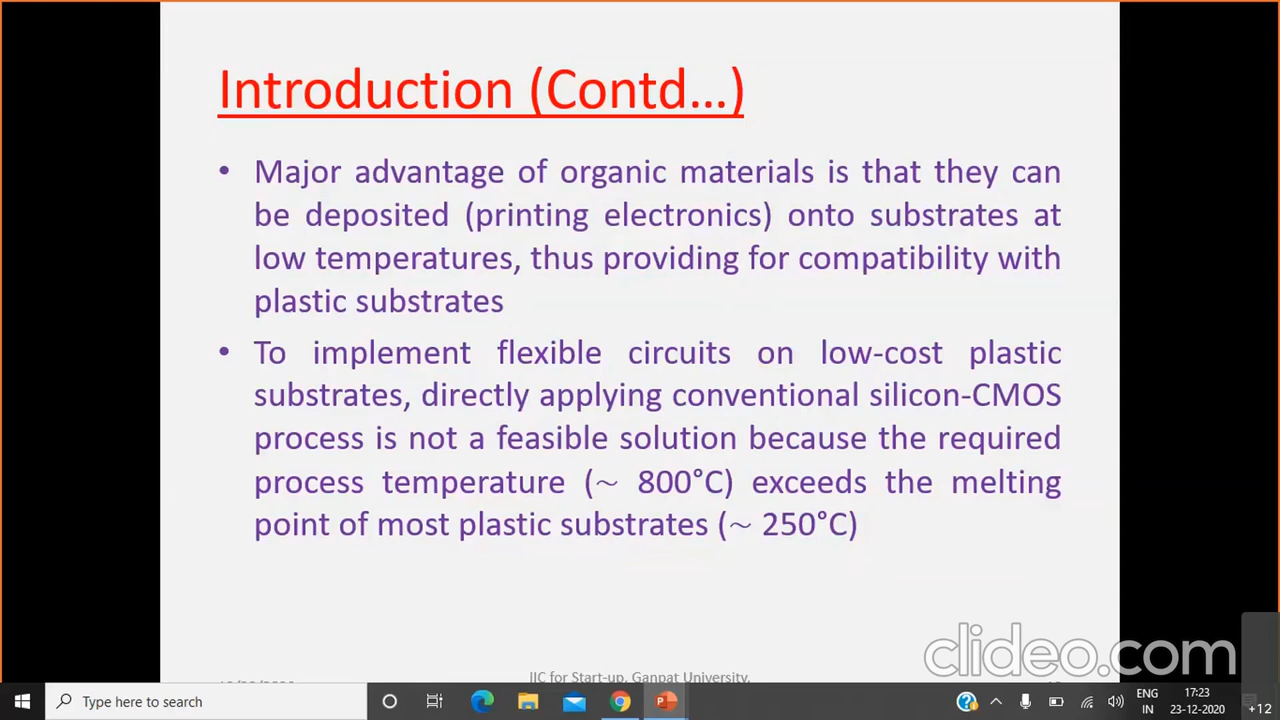 Introduction (Contd...)
• Major advantage of organic materials is that they can
be deposited (printing electronics) onto substrates at
low temperatures, thus providing for compatibility with
plastic substrates
• To implement flexible circuits on low-cost plastic
substrates, directly applying conventional silicon-CMOS
process is not a feasible solution because the required
process temperature (~ 800°C) exceeds the melting
point of most plastic substrates (~ 250°C)
clideo.com
IIC for Start-up, Ganpat University,
Type here to search
ENG
IN
17:23
23-12-2020
+12